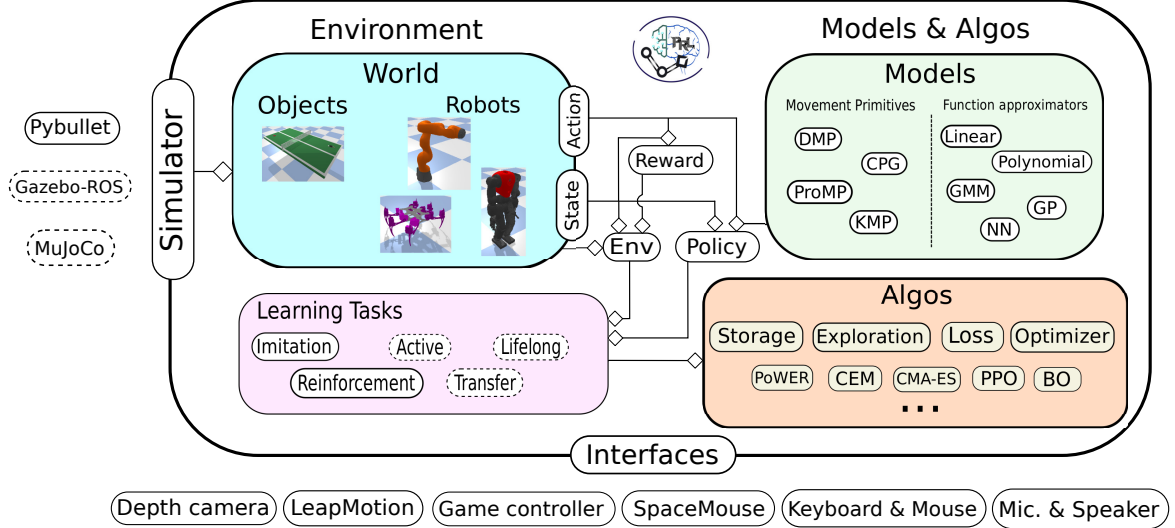 Environment
Models & Algos
PRL
World
Objects
Robots
Simulator
Pybullet
Gazebo-ROS
MuJoCo
Action
State
Reward
Env
Policy
Models
Movement Primitives
Function approximators
DMP
CPG
ProMP
KMP
Linear
Polynomial
GMM
GP
NN
Learning Tasks
Imitation
Active
Lifelong
Reinforcement
Transfer
Algos
Storage
Exploration
Loss
Optimizer
PoWER
CEM
CMA-ES
PPO
BO
...
Interfaces
Depth camera
LeapMotion
Game controller
SpaceMouse
Keyboard & Mouse
Mic. & Speaker